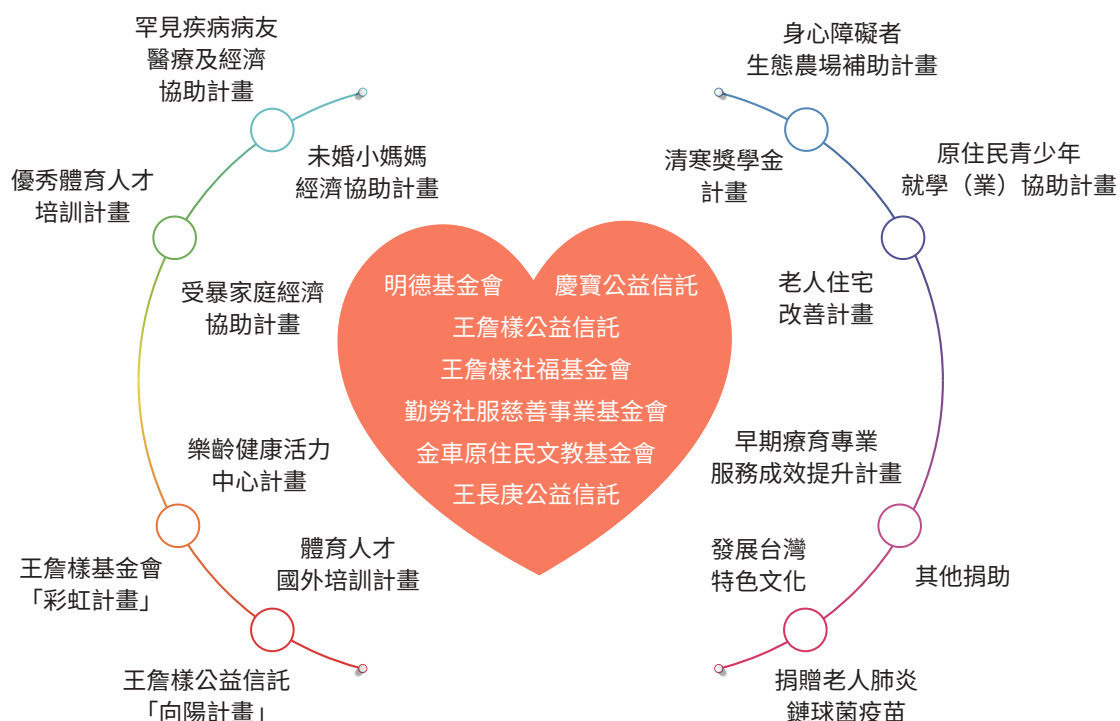 罕見疾病病友
醫療及經濟
協助計畫
未婚小媽媽
經濟協助計畫
優秀體育人才
培訓計畫
受暴家庭經濟
協助計畫
樂齡健康活力
中心計畫
王詹樣基金會
「彩虹計畫」
體育人才
國外培訓計畫
王詹樣公益信託
「向陽計畫」
明德基金會
慶寶公益信託
王詹樣公益信託
王詹樣社福基金會
勤勞社服慈善事業基金會
金車原住民文教基金會
王長庚公益信託
身心障礙者
生態農場補助計畫
清寒獎學金
計畫
原住民青少年
就學（業）協助計畫
老人住宅
改善計畫
早期療育專業
服務成效提升計畫
發展台灣
特色文化
其他捐助
捐贈老人肺炎
鏈球菌疫苗